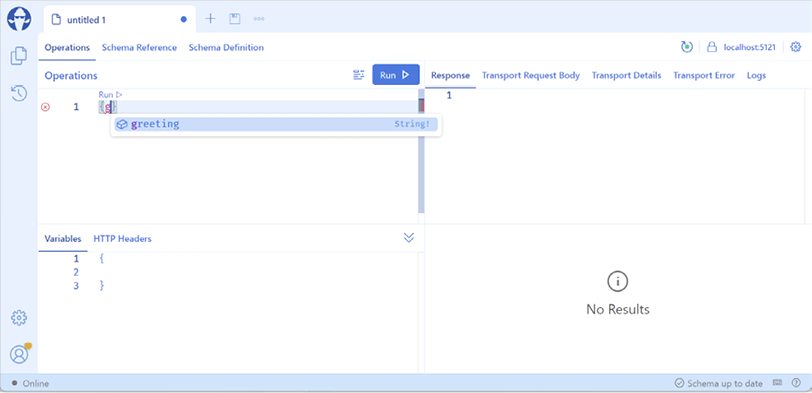 untitled 1
Operations Schema Reference Schema Definition localhost:5121
Operations Run
Response Transport Request Body Transport Details Transport Error Logs
Run
1 {g}
1
greeting String!
Variables HTTP Headers
1 {
2
3 }
No Results
Online Schema up to date